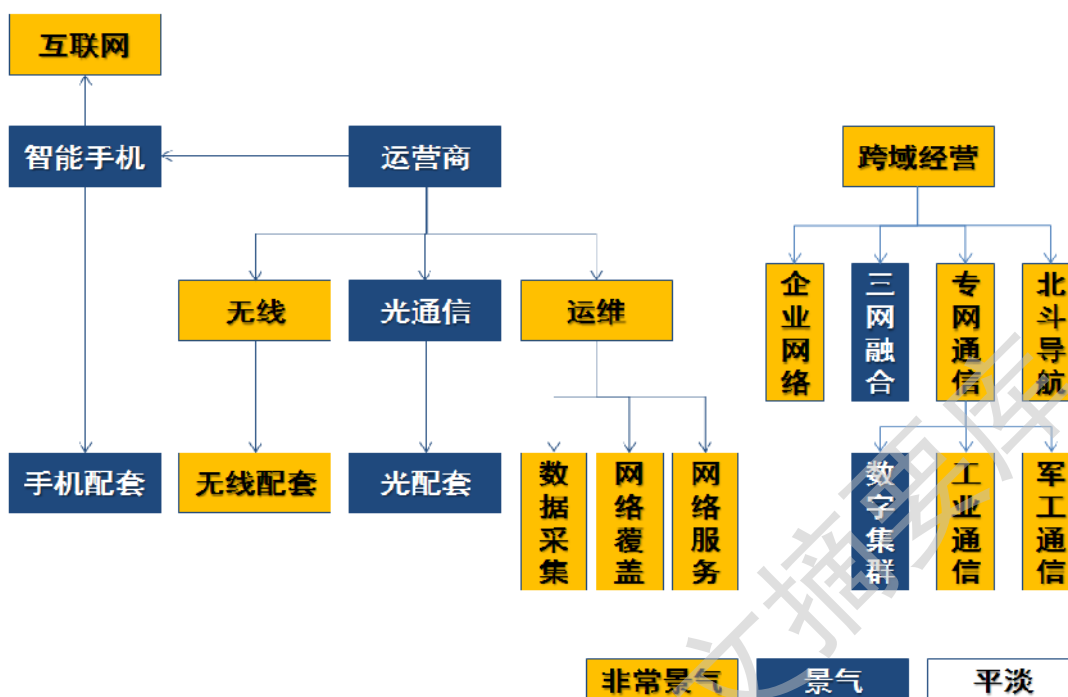 互联网
智能手机
运营商
跨域经营
无线
光通信
运维
企业网络
三网融合
专网通信
北斗导航
手机配套
无线配套
光配套
数据采集
网络覆盖
网络服务
数字集群
工业通信
军工通信
非常景气
景气
平淡
文摘要库